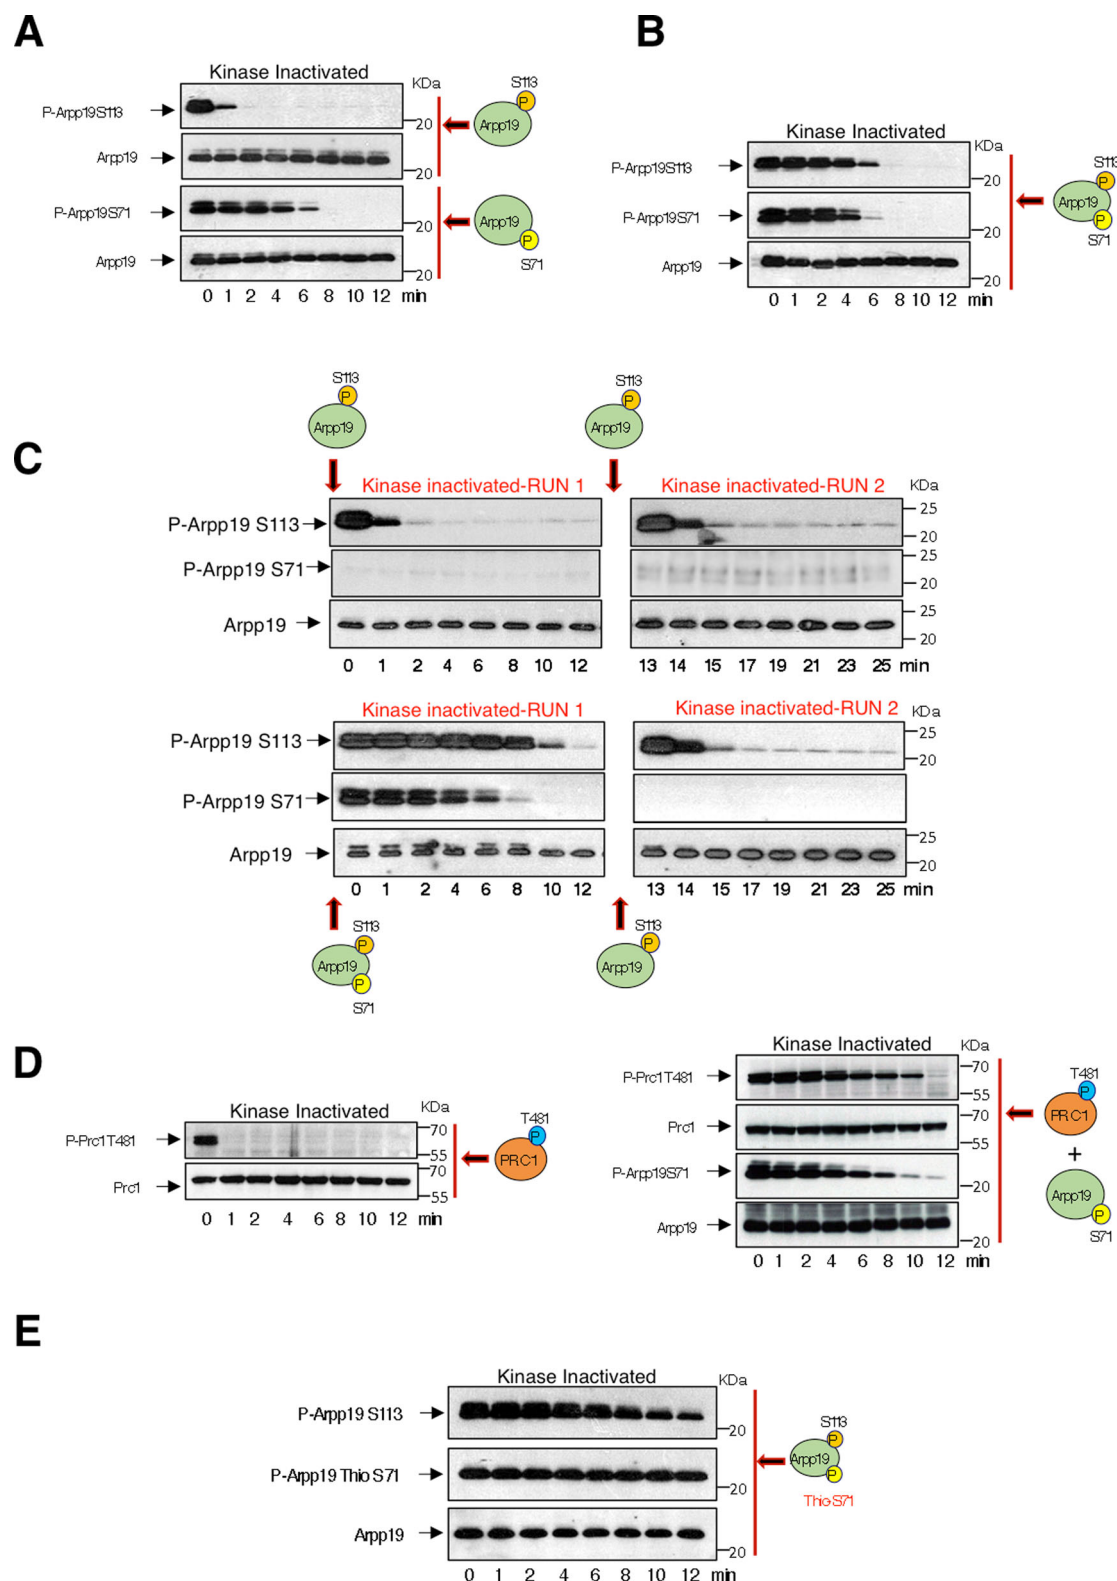 A
Kinase Inactivated
KDa
S113
P
P-Arpp19S113
20
Arpp19
Arpp19
20
P-Arpp19S71
20
Arpp19
P
S71
Arpp19
20
0 1 2 4 6 8 10 12 min
B
Kinase Inactivated
KDa
S113
P
P-Arpp19S113
20
Arpp19
P
S71
P-Arpp19S71
20
Arpp19
20
0 1 2 4 6 8 10 12 min
C
S113
P
Arpp19
S113
P
Arpp19
Kinase inactivated-RUN 1
Kinase inactivated-RUN 2
KDa
P-Arpp19 S113
25
20
P-Arpp19 S71
25
20
Arpp19
25
20
0 1 2 4 6 8 10 12
13 14 15 17 19 21 23 25 min
Kinase inactivated-RUN 1
Kinase inactivated-RUN 2
KDa
P-Arpp19 S113
25
20
P-Arpp19 S71
Arpp19
25
20
0 1 2 4 6 8 10 12
13 14 15 17 19 21 23 25 min
S113
P
Arpp19
P
S71
S113
P
Arpp19
D
Kinase Inactivated
KDa
P-Prc1T481
70
55
Prc1
70
55
T481
P
PRC1
0 1 2 4 6 8 10 12 min
Kinase Inactivated
KDa
P-Prc1T481
70
55
Prc1
70
55
P-Arpp19S71
20
Arpp19
20
T481
P
PRC1
+
Arpp19
P
S71
0 1 2 4 6 8 10 12 min
E
Kinase Inactivated
KDa
P-Arpp19 S113
20
P-Arpp19 Thio S71
20
Arpp19
20
S113
P
Arpp19
P
Thio-S71
0 1 2 4 6 8 10 12 min